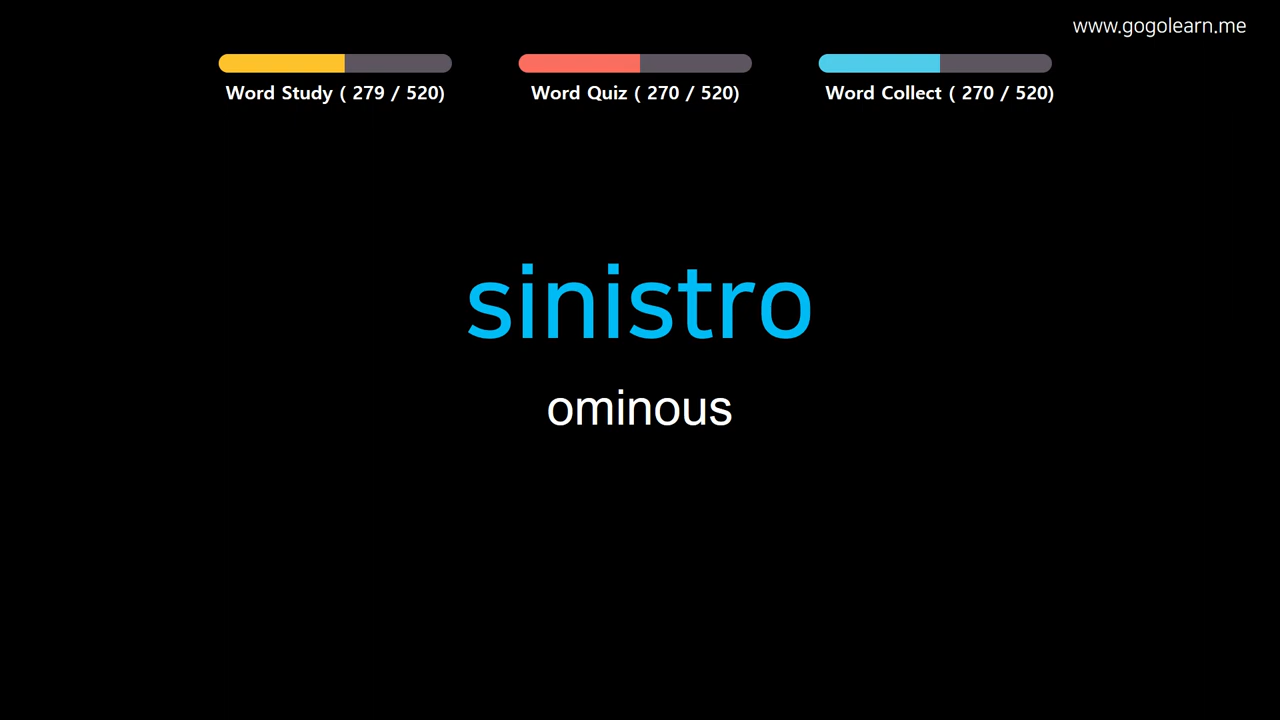 www.gogolearn.me
Word Study ( 279 / 520)
Word Quiz ( 270 / 520)
Word Collect ( 270 / 520)
sinistro
ominous